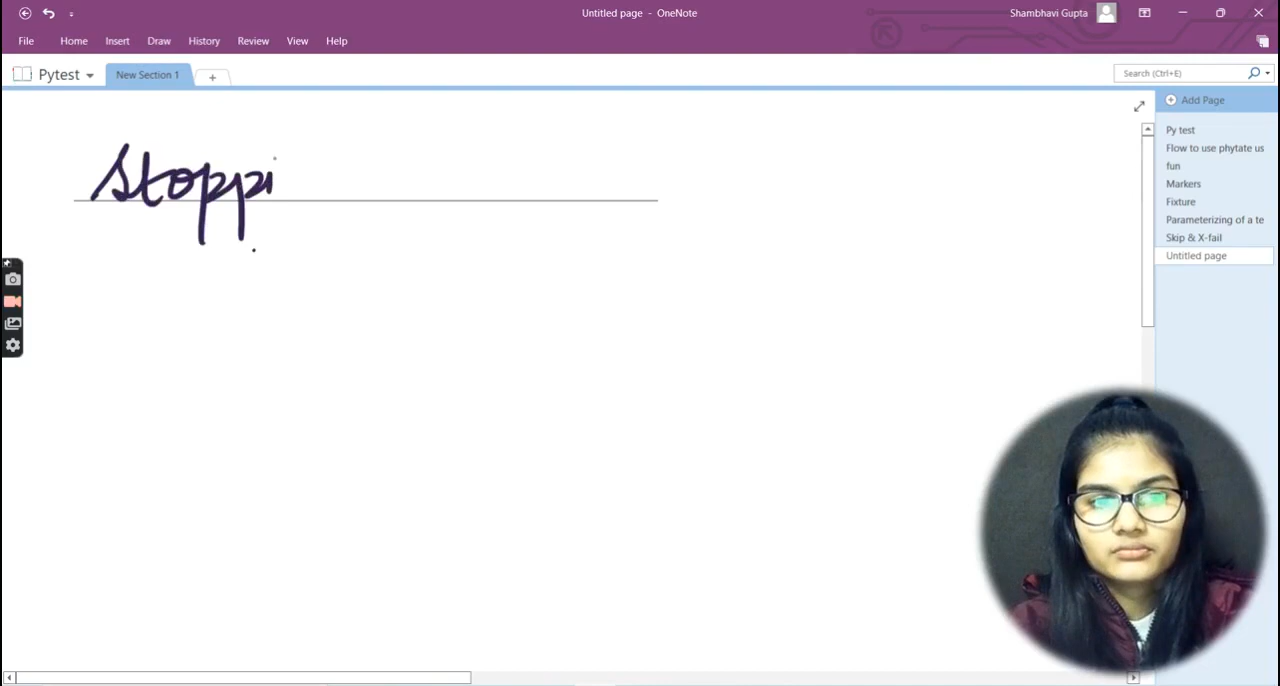 Untitled page - OneNote
Shambhavi Gupta
File Home Insert Draw History Review View Help
Pytest New Section 1 +
Search (Ctrl+E)
Add Page
Py test
Flow to use phytate us
fun
Markers
Fixture
Parameterizing of a te
Skip & X-fail
Untitled page
Stoppi